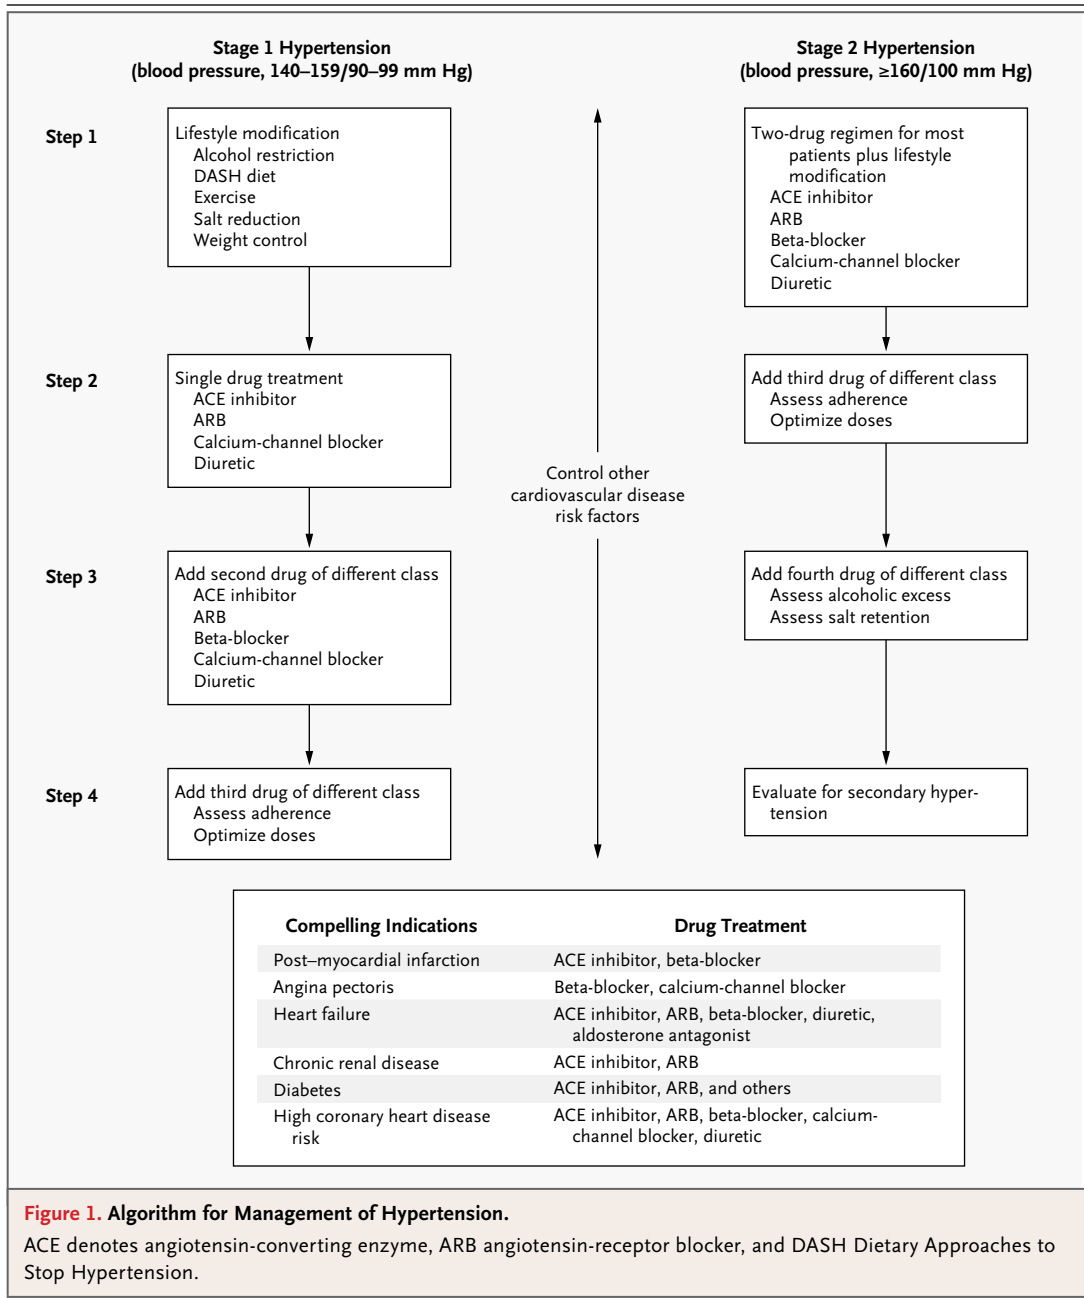 Stage 1 Hypertension
(blood pressure, 140–159/90–99 mm Hg)
Stage 2 Hypertension
(blood pressure, ≥160/100 mm Hg)
Step 1
Lifestyle modification
Alcohol restriction
DASH diet
Exercise
Salt reduction
Weight control
Two-drug regimen for most
patients plus lifestyle
modification
ACE inhibitor
ARB
Beta-blocker
Calcium-channel blocker
Diuretic
Step 2
Single drug treatment
ACE inhibitor
ARB
Calcium-channel blocker
Diuretic
Add third drug of different class
Assess adherence
Optimize doses
Control other
cardiovascular disease
risk factors
Step 3
Add second drug of different class
ACE inhibitor
ARB
Beta-blocker
Calcium-channel blocker
Diuretic
Add fourth drug of different class
Assess alcoholic excess
Assess salt retention
Step 4
Add third drug of different class
Assess adherence
Optimize doses
Evaluate for secondary hyper-
tension
Compelling Indications Drug Treatment
Post–myocardial infarction ACE inhibitor, beta-blocker
Angina pectoris Beta-blocker, calcium-channel blocker
Heart failure ACE inhibitor, ARB, beta-blocker, diuretic,
aldosterone antagonist
Chronic renal disease ACE inhibitor, ARB
Diabetes ACE inhibitor, ARB, and others
High coronary heart disease ACE inhibitor, ARB, beta-blocker, calcium-
risk channel blocker, diuretic
Figure 1. Algorithm for Management of Hypertension.
ACE denotes angiotensin-converting enzyme, ARB angiotensin-receptor blocker, and DASH Dietary Approaches to
Stop Hypertension.